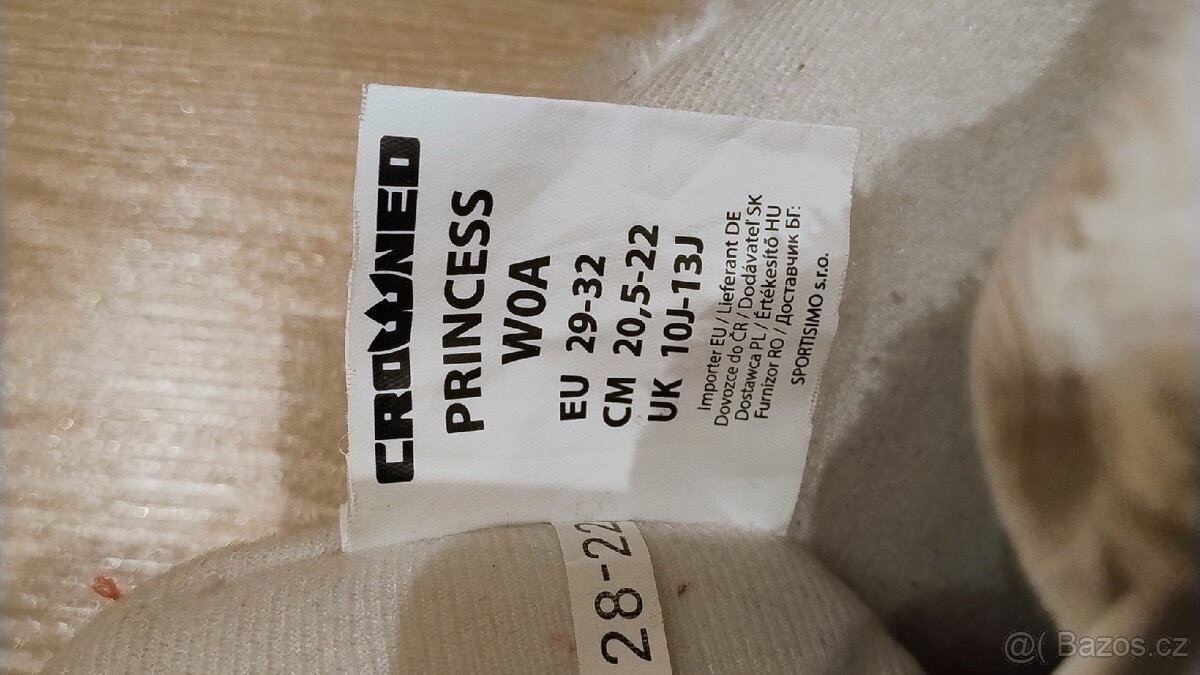 CROWNED
PRINCESS
W0A
EU 29-32
CM 20,5-22
UK 10J-13J
Importer EU / Lieferant DE
Dovozce do ČR / Dodávateľ SK
Dostawca PL / Értékesítő HU
Furnizor RO / Доставчик БГ:
SPORTISIMO s.r.o.
28-22
@( Bazos.cz